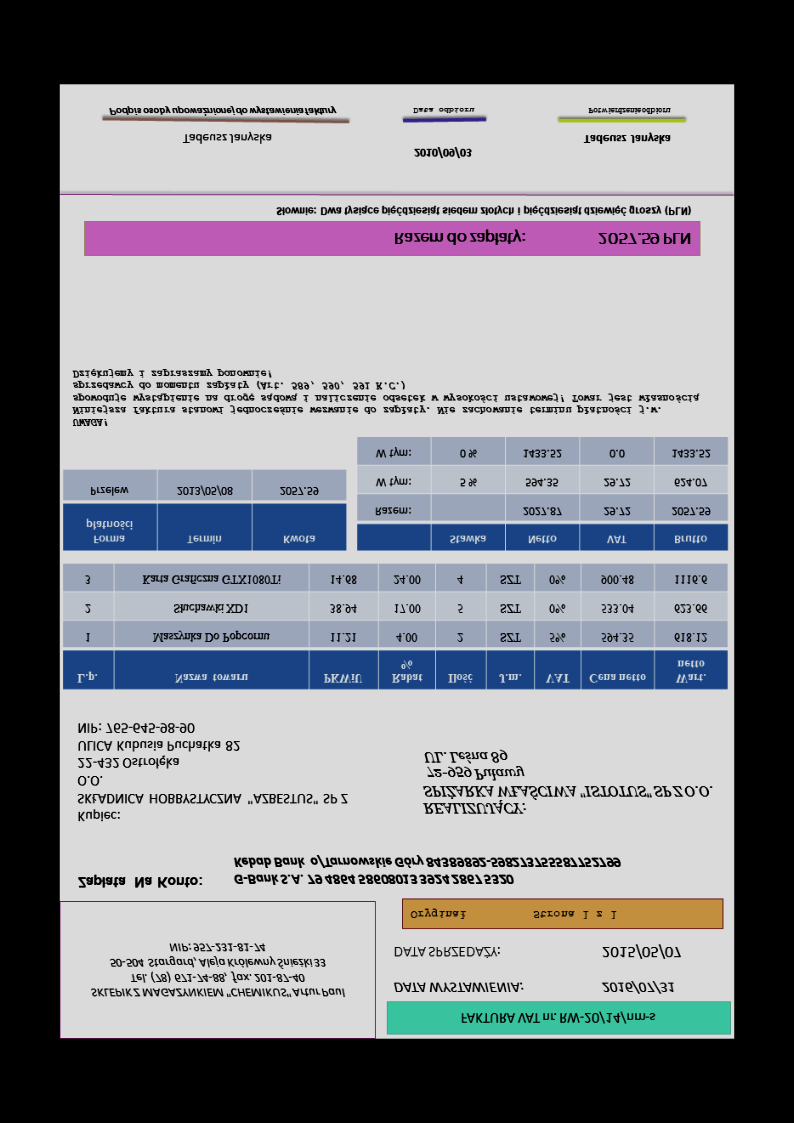 FAKTURA VAT nr. RW-20/14/nm-s
DATA WYSTAWIENIA: 2016/07/31
DATA SPRZEDAŻY: 2015/05/07
Oryginał Strona 1 z 1
SKLEPIK Z MAGAZYNKIEM "CHEMIKUS" Artur Paul
Tel. (78) 671-74-88, fax. 201-87-40
50-504 Stargard, Aleja Królewny Śnieżki 33
NIP: 957-231-81-74
Zapłata Na Konto: G-Bank S.A. 79 4864 5860 8013 3924 2867 5320
Kebab Bank o/Tarnowskie Góry 84389892-598273755587752799
Kupiec:
SKŁADNICA HOBBYSTYCZNA "AZBESTUS" SP Z
O.O.
22-432 Ostrołęka
ULICA Kubusia Puchatka 82
NIP: 765-645-98-90
REALIZUJĄCY:
SPIŻARKA WŁAŚCIWA "ISTOTUS" SP Z O.O.
72-959 Puławy
UL. Leśna 89
L.p. Nazwa towaru PKWiU Rabat % Ilość J.m. VAT Cena netto Wart. netto
1 Maszynka Do Popcornu 11.21 4.00 2 SZT 5% 594.35 618.12
2 Słuchawki XD1 38.94 17.00 5 SZT 0% 533.04 623.66
3 Karta Graficzna GTX1080Ti 14.68 24.00 4 SZT 0% 900.48 1116.6
Forma płatności Termin Kwota
Przelew 2013/05/08 2057.59
Stawka Netto VAT Brutto
Razem: 2027.87 29.72 2057.59
W tym: 5 % 594.35 29.72 624.07
W tym: 0 % 1433.52 0.0 1433.52
UWAGA!
Niniejsza faktura stanowi jednocześnie wezwanie do zapłaty. Nie zachowanie terminu płatności j.w.
spowoduje wystąpienie na drogę sądową i naliczenie odsetek w wysokości ustawowej! Towar jest własnością
sprzedawcy do momentu zapłaty (Art. 589, 590, 591 K.C.)
Dziękujemy i zapraszamy ponownie!
Razem do zapłaty: 2057.59 PLN
Słownie: Dwa tysiące pięćdziesiąt siedem złotych i pięćdziesiąt dziewięć groszy (PLN)
Tadeusz Janyska
Podpis osoby upoważnionej do wystawienia faktury
2010/09/03
Data odbioru
Tadeusz Janyska
Potwierdzenie odbioru